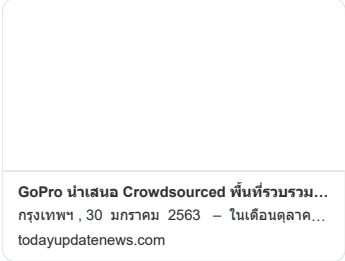 GoPro นำเสนอ Crowdsourced พื้นที่รวบรวม...
กรุงเทพฯ , 30 มกราคม 2563 – ในเดือนตุลาค...
todayupdatenews.com